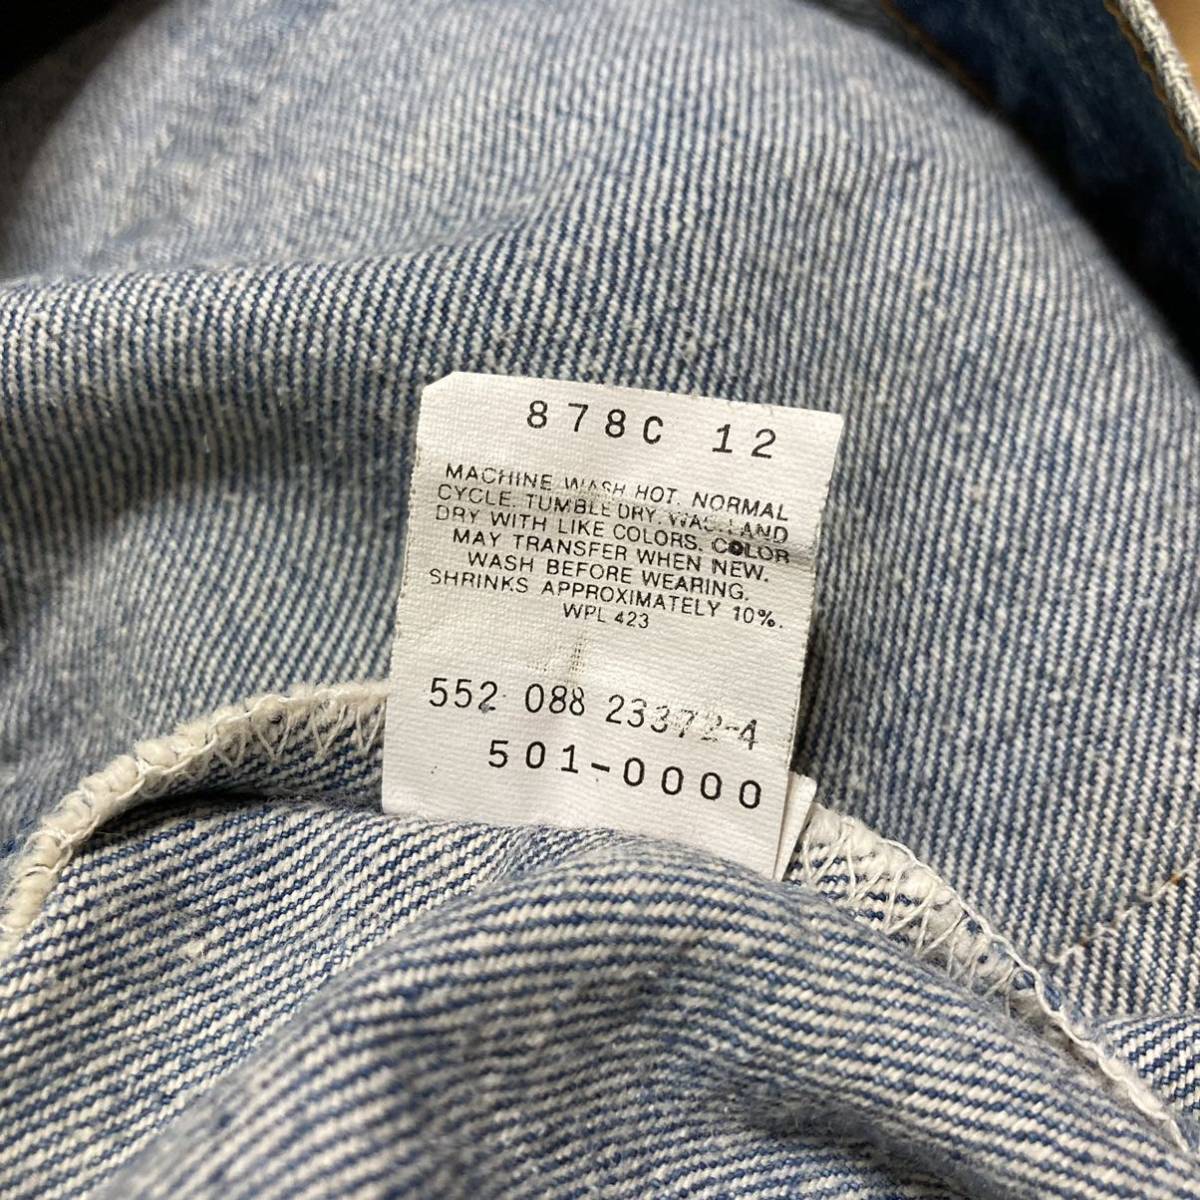 878C 12
MACHINE WASH HOT. NORMAL
CYCLE. TUMBLE DRY. WASH AND
DRY WITH LIKE COLORS. COLOR
MAY TRANSFER WHEN NEW.
WASH BEFORE WEARING.
SHRINKS APPROXIMATELY 10%.
WPL 423
552 088 23372-4
501-0000